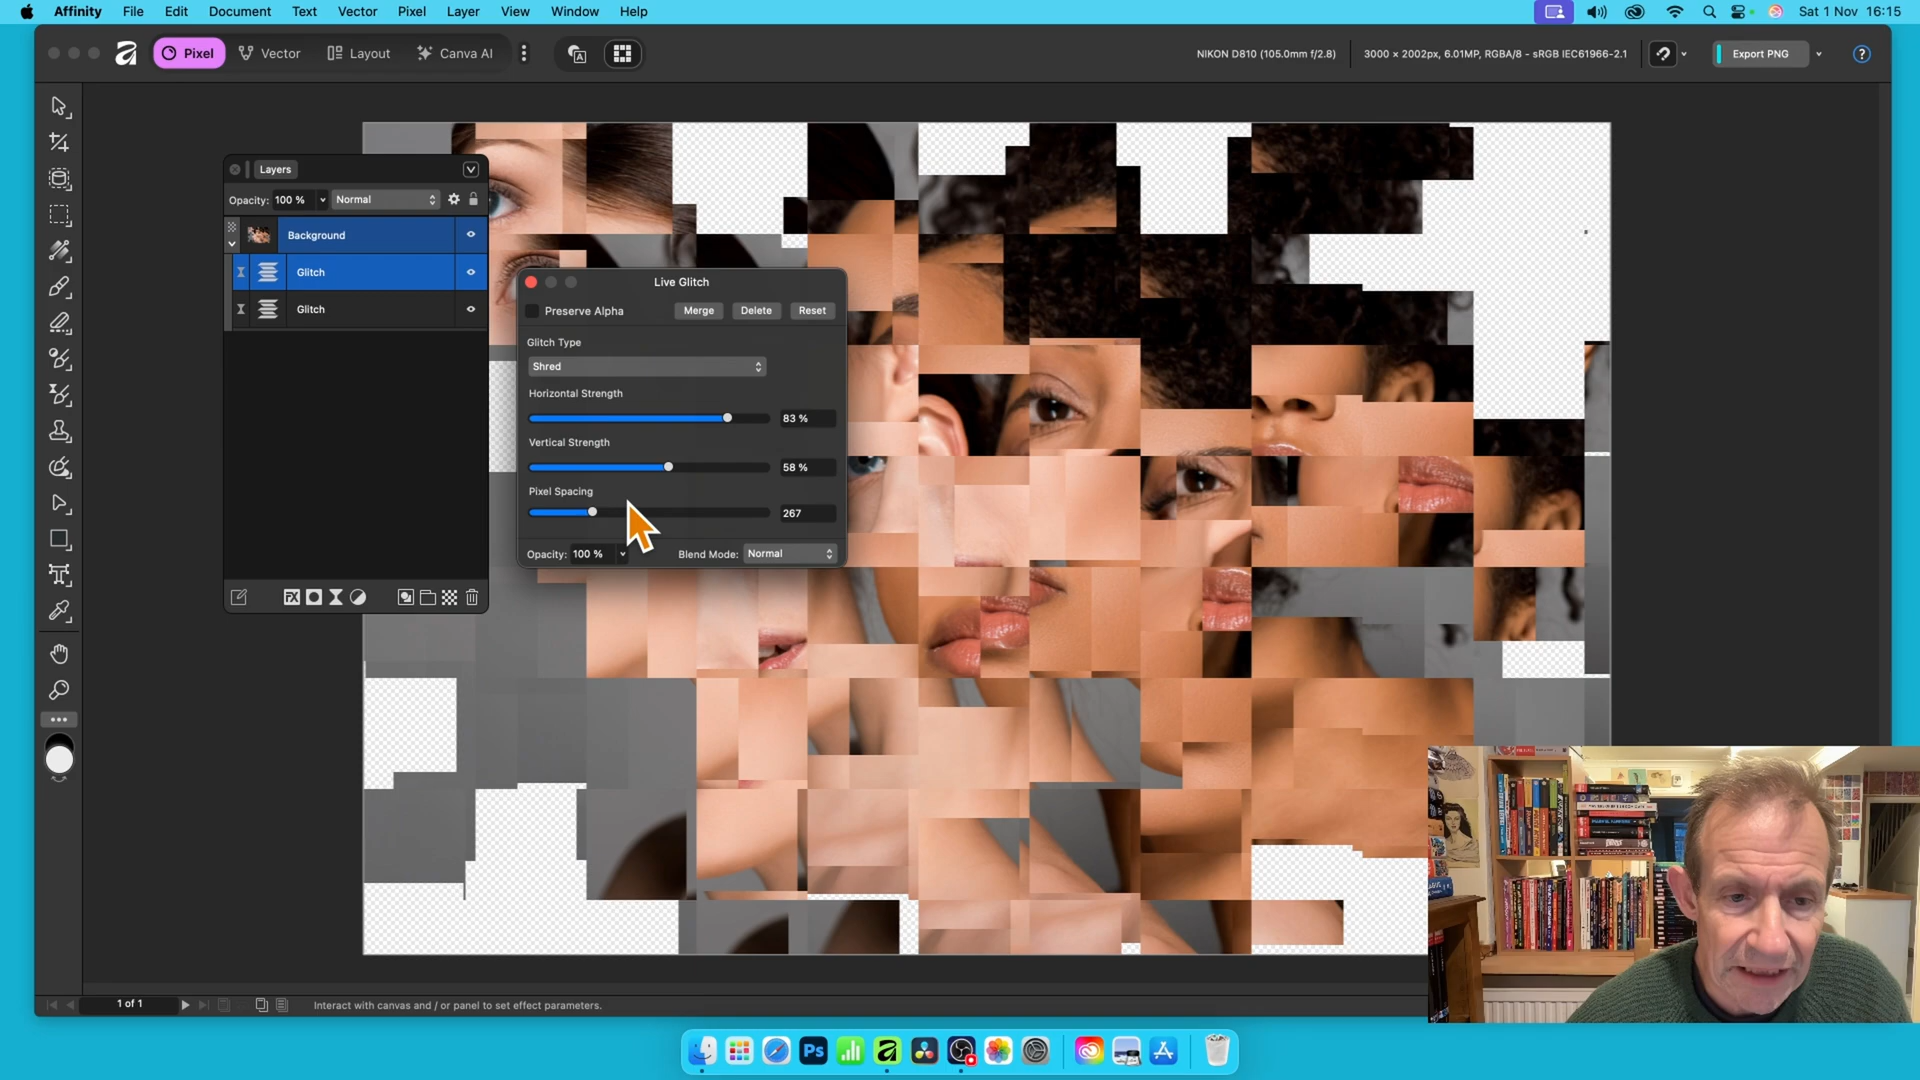 Affinity File Edit Document Text Vector Pixel Layer View Window Help Sat 1 Nov 16:15
Pixel Vector Layout Canva AI NIKON D810 (105.0mm f/2.8) 3000 × 2002px, 6.01MP, RGBA/8 - sRGB IEC61966-2.1 Export PNG ?
Layers
Opacity: 100 % Normal
Background
Glitch
Glitch
Live Glitch
Preserve Alpha Merge Delete Reset
Glitch Type
Shred
Horizontal Strength
83 %
Vertical Strength
58 %
Pixel Spacing
267
Opacity: 100 % Blend Mode: Normal
FX
1 of 1 Interact with canvas and / or panel to set effect parameters.
Ps